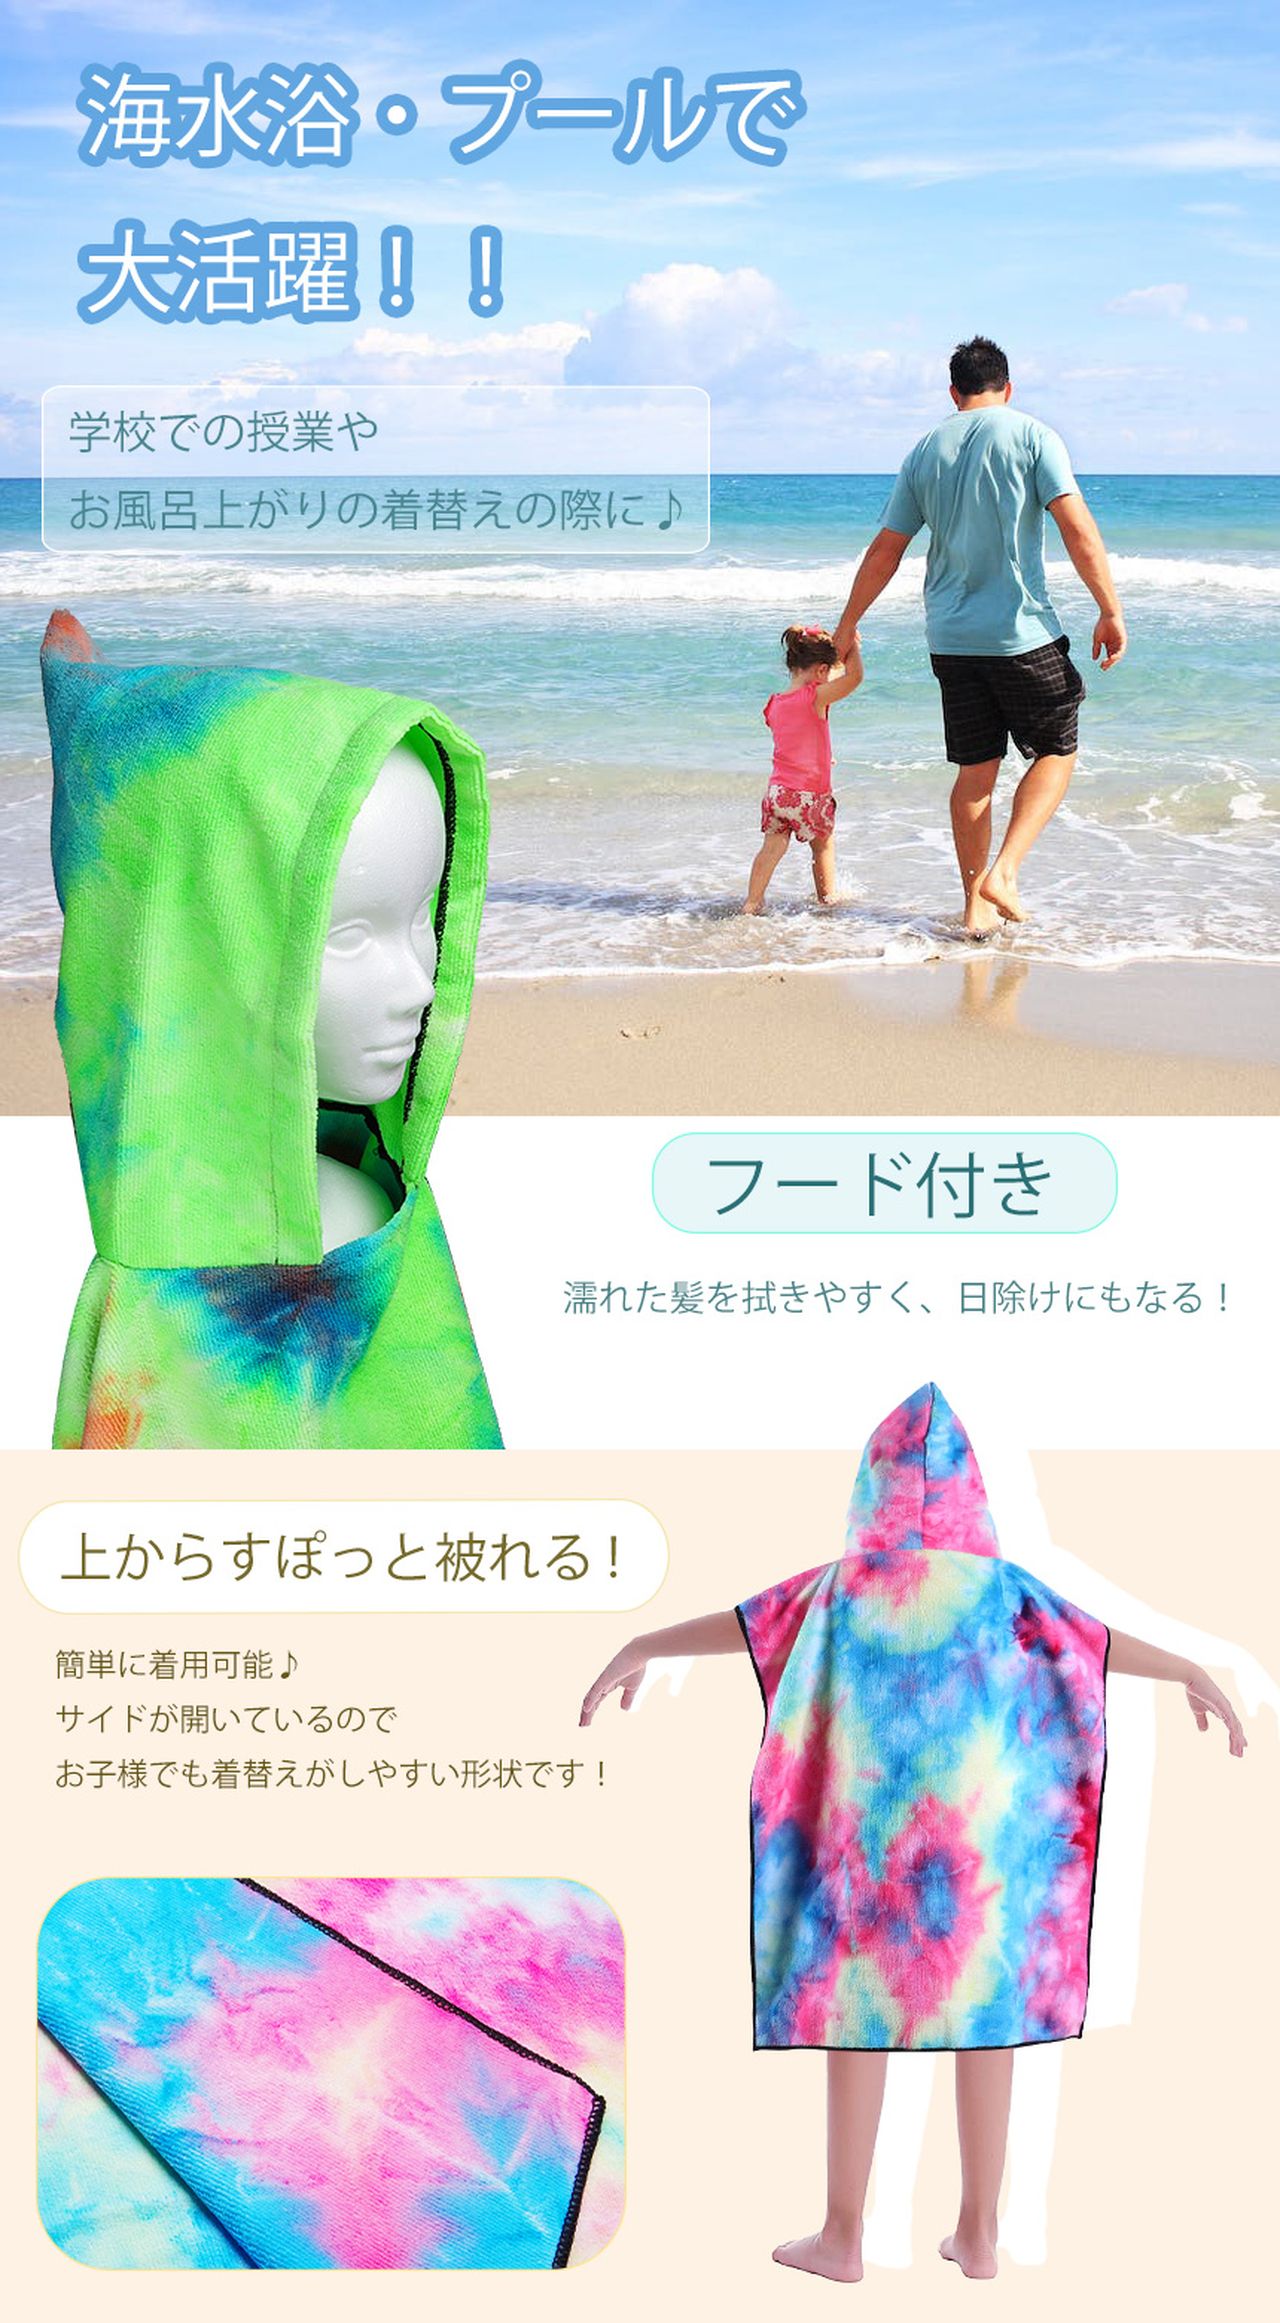 海水浴・プールで
大活躍！！
学校での授業や
お風呂上がりの着替えの際に♪
フード付き
濡れた髪を拭きやすく、日除けにもなる！
上からすぽっと被れる！
簡単に着用可能♪
サイドが開いているので
お子様でも着替えがしやすい形状です！